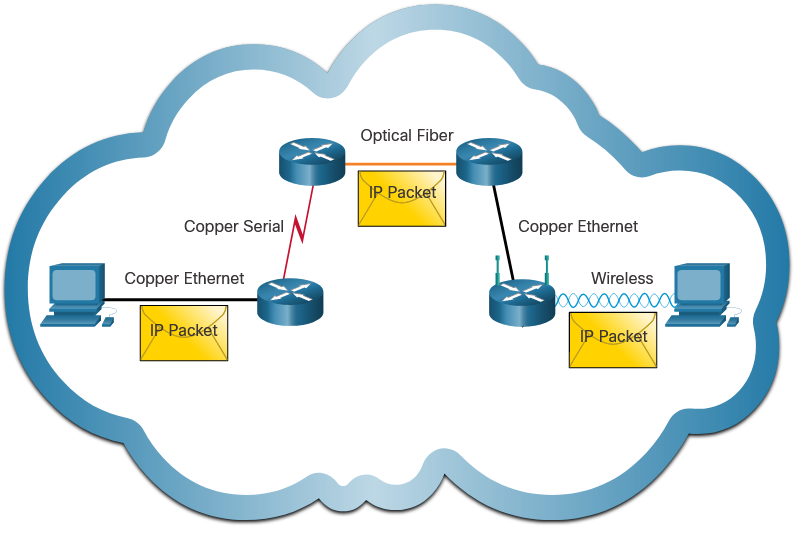 Optical Fiber
IP Packet
Copper Serial
Copper Ethernet
Copper Ethernet
Wireless
IP Packet
IP Packet